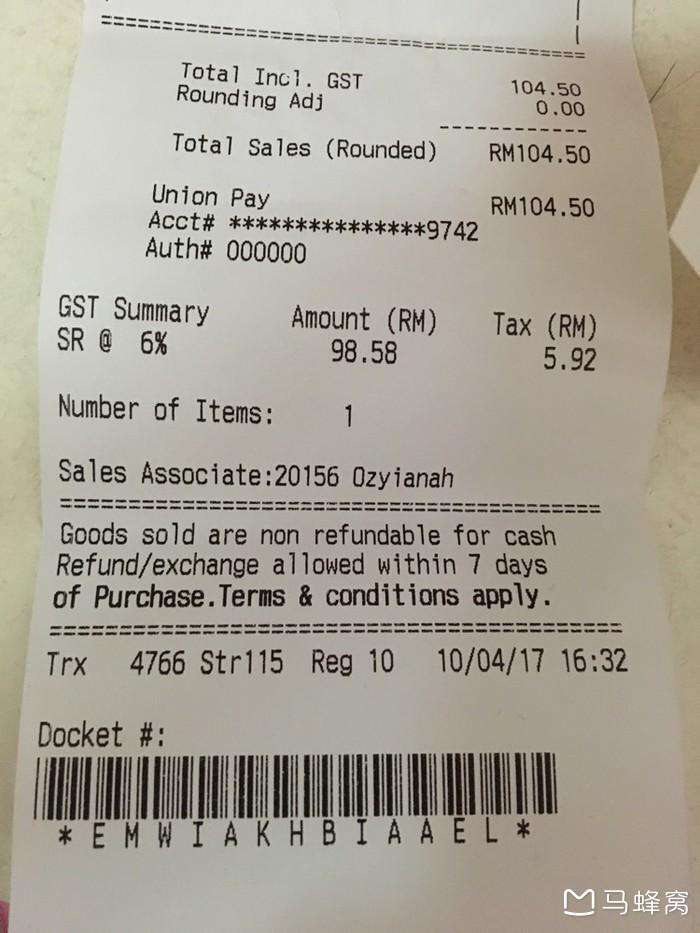 ========================================
Total Incl. GST 104.50
Rounding Adj 0.00
------------
Total Sales (Rounded) RM104.50
Union Pay RM104.50
Acct# ***************9742
Auth# 000000
GST Summary Amount (RM) Tax (RM)
SR @ 6% 98.58 5.92
Number of Items: 1
Sales Associate:20156 Ozyianah
========================================
Goods sold are non refundable for cash
Refund/exchange allowed within 7 days
of Purchase.Terms & conditions apply.
========================================
Trx 4766 Str115 Reg 10 10/04/17 16:32
Docket #:
*EMWIAKHBIAAEL*
马蜂窝